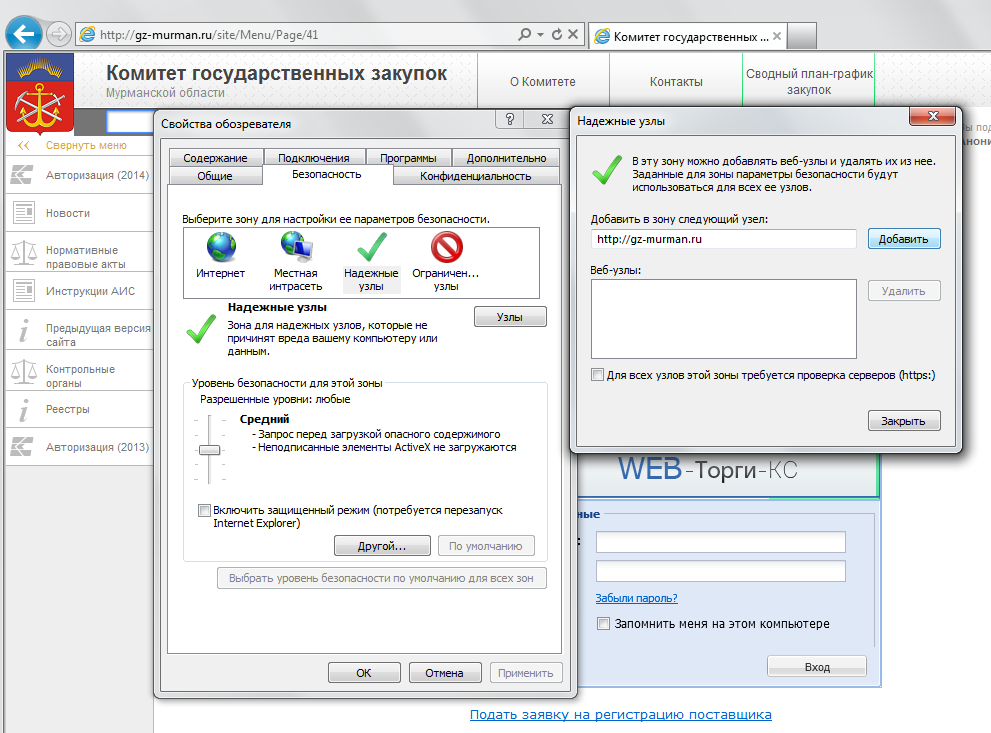 http://gz-murman.ru/site/Menu/Page/41
Комитет государственных ...
Комитет государственных закупок
Мурманской области
О Комитете
Контакты
Сводный план-график
закупок
Свернуть меню
Авторизация (2014)
Новости
Нормативные
правовые акты
Инструкции АИС
Предыдущая версия
сайта
Контрольные
органы
Реестры
Авторизация (2013)
Свойства обозревателя
Содержание
Подключения
Программы
Дополнительно
Общие
Безопасность
Конфиденциальность
Выберите зону для настройки ее параметров безопасности.
Интернет
Местная
интрасеть
Надежные
узлы
Ограничен...
узлы
Надежные узлы
Зона для надежных узлов, которые не
причинят вреда вашему компьютеру или
данным.
Узлы
Уровень безопасности для этой зоны
Разрешенные уровни: любые
Средний
- Запрос перед загрузкой опасного содержимого
- Неподписанные элементы ActiveX не загружаются
Включить защищенный режим (потребуется перезапуск
Internet Explorer)
Другой...
По умолчанию
Выбрать уровень безопасности по умолчанию для всех зон
ОК
Отмена
Применить
Надежные узлы
В эту зону можно добавлять веб-узлы и удалять их из нее.
Заданные для зоны параметры безопасности будут
использоваться для всех ее узлов.
Добавить в зону следующий узел:
http://gz-murman.ru
Добавить
Веб-узлы:
Удалить
Для всех узлов этой зоны требуется проверка серверов (https:)
Закрыть
WEB-Торги-КС
Забыли пароль?
Запомнить меня на этом компьютере
Вход
Подать заявку на регистрацию поставщика